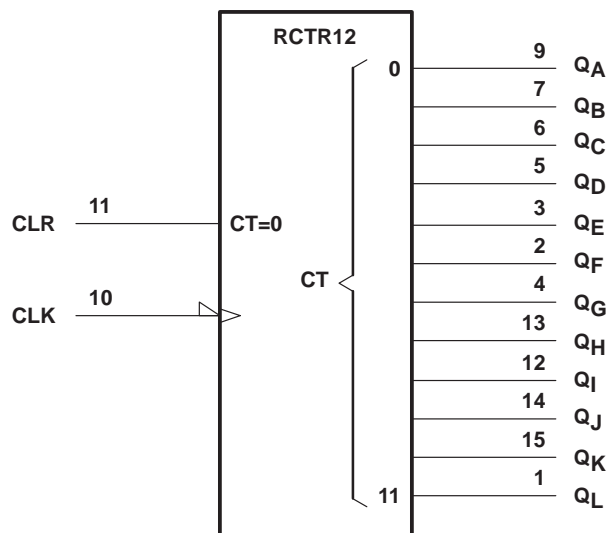 RCTR12
0
9 QA
7 QB
6 QC
5 QD
11
CLR
CT=0
3 QE
2 QF
CT
4 QG
10
CLK
13 QH
12 QI
14 QJ
15 QK
11
1 QL